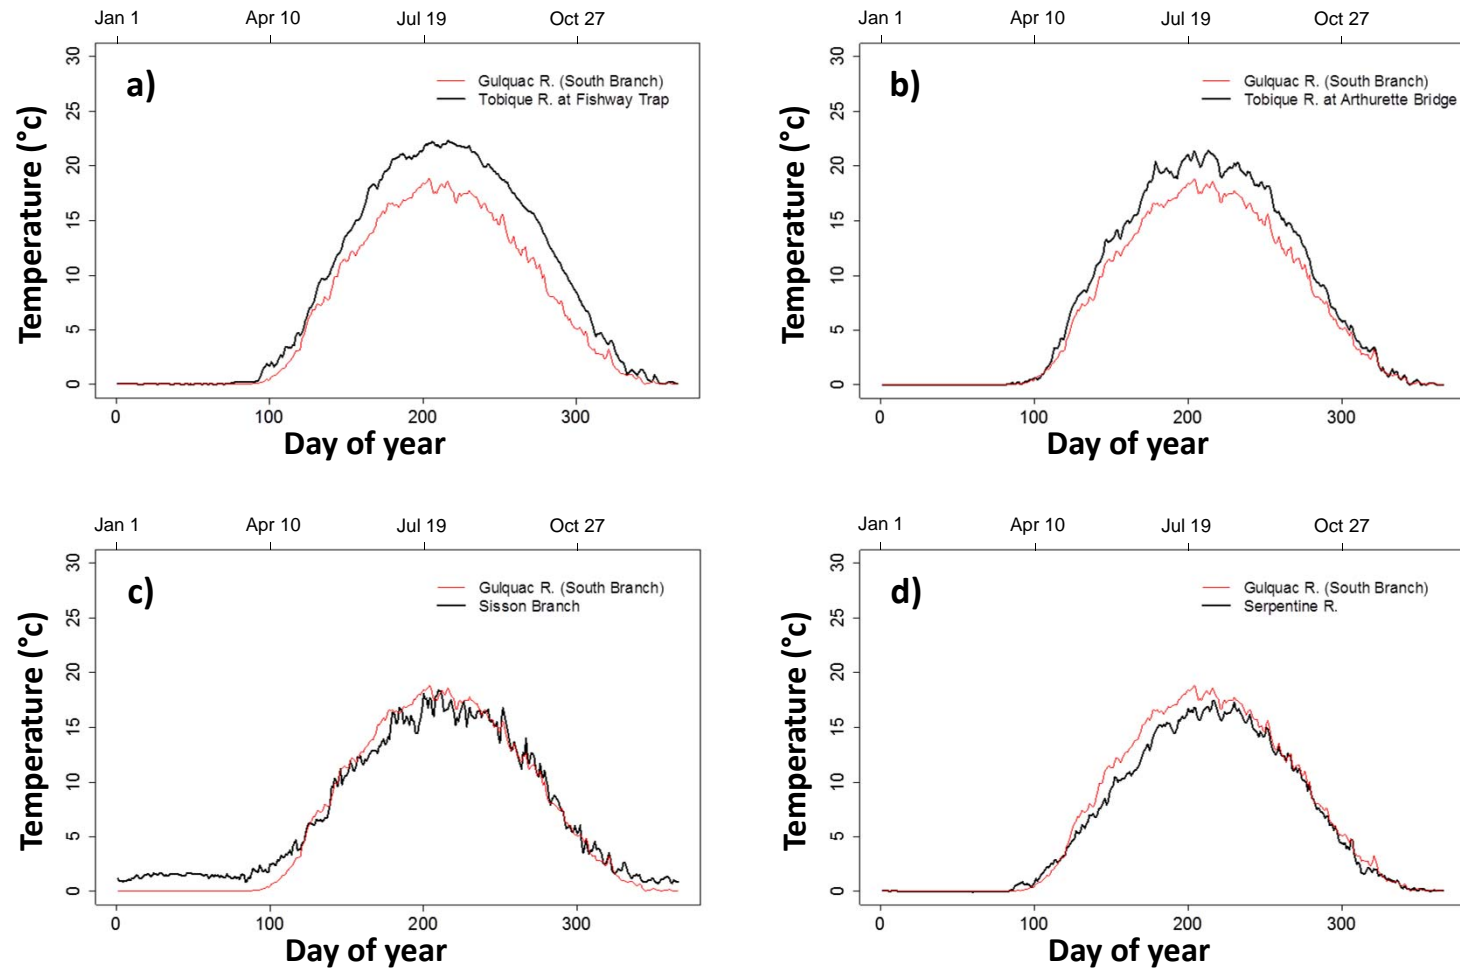 Jan 1 Apr 10 Jul 19 Oct 27
a)
Gulquac R. (South Branch)
Tobique R. at Fishway Trap
Temperature (°c)
30
25
20
15
10
5
0
0 100 200 300
Day of year
Jan 1 Apr 10 Jul 19 Oct 27
b)
Gulquac R. (South Branch)
Tobique R. at Arthurette Bridge
Temperature (°c)
30
25
20
15
10
5
0
0 100 200 300
Day of year
Jan 1 Apr 10 Jul 19 Oct 27
c)
Gulquac R. (South Branch)
Sisson Branch
Temperature (°c)
30
25
20
15
10
5
0
0 100 200 300
Day of year
Jan 1 Apr 10 Jul 19 Oct 27
d)
Gulquac R. (South Branch)
Serpentine R.
Temperature (°c)
30
25
20
15
10
5
0
0 100 200 300
Day of year